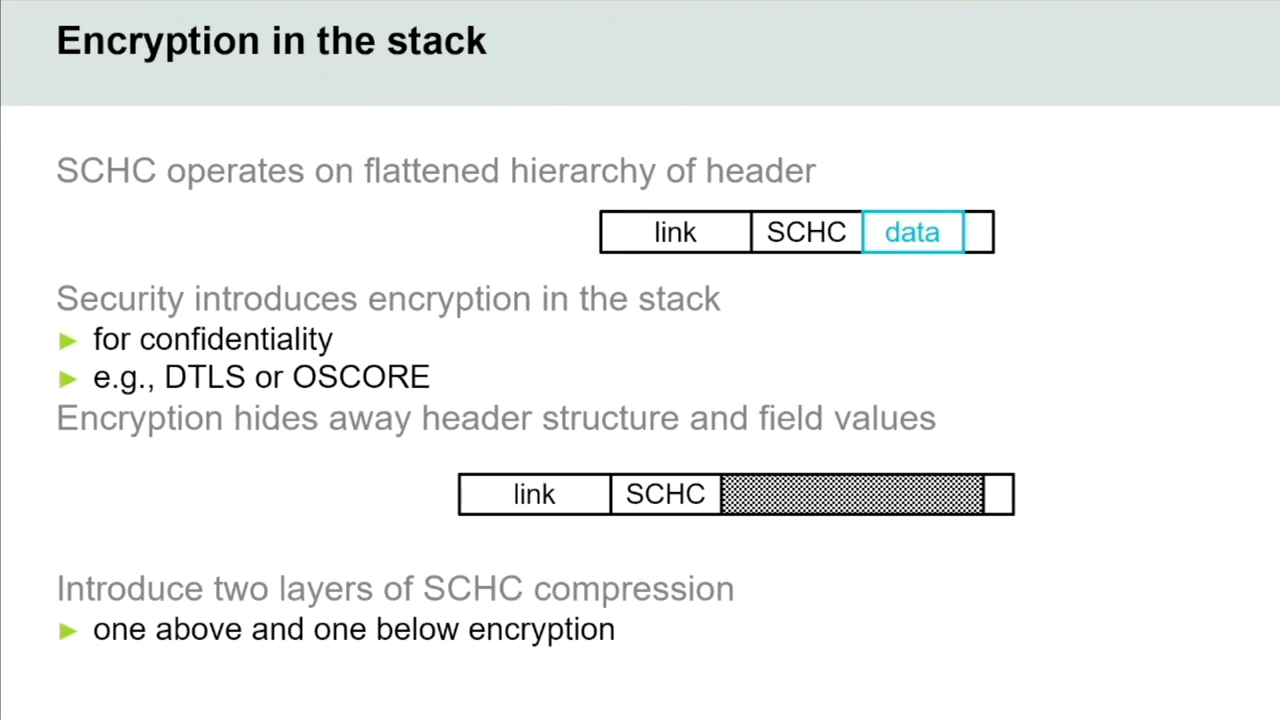 Encryption in the stack
SCHC operates on flattened hierarchy of header
link SCHC data
Security introduces encryption in the stack
► for confidentiality
► e.g., DTLS or OSCORE
Encryption hides away header structure and field values
link SCHC
Introduce two layers of SCHC compression
► one above and one below encryption